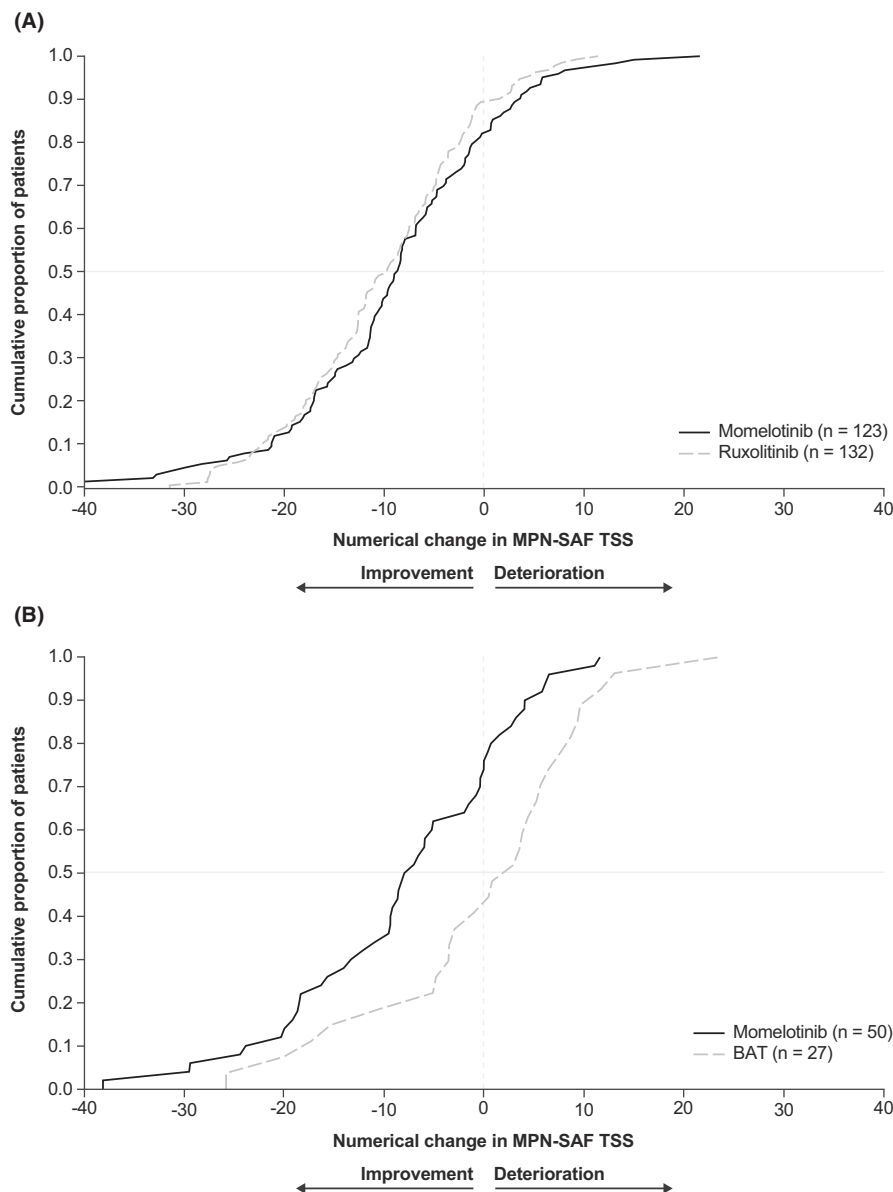 (A)
1.0
0.9
0.8
0.7
0.6
0.5
0.4
0.3
0.2
0.1
0.0
Cumulative proportion of patients
Momelotinib (n = 123)
Ruxolitinib (n = 132)
-40 -30 -20 -10 0 10 20 30 40
Numerical change in MPN-SAF TSS
Improvement Deterioration
(B)
1.0
0.9
0.8
0.7
0.6
0.5
0.4
0.3
0.2
0.1
0.0
Cumulative proportion of patients
Momelotinib (n = 50)
BAT (n = 27)
-40 -30 -20 -10 0 10 20 30 40
Numerical change in MPN-SAF TSS
Improvement Deterioration